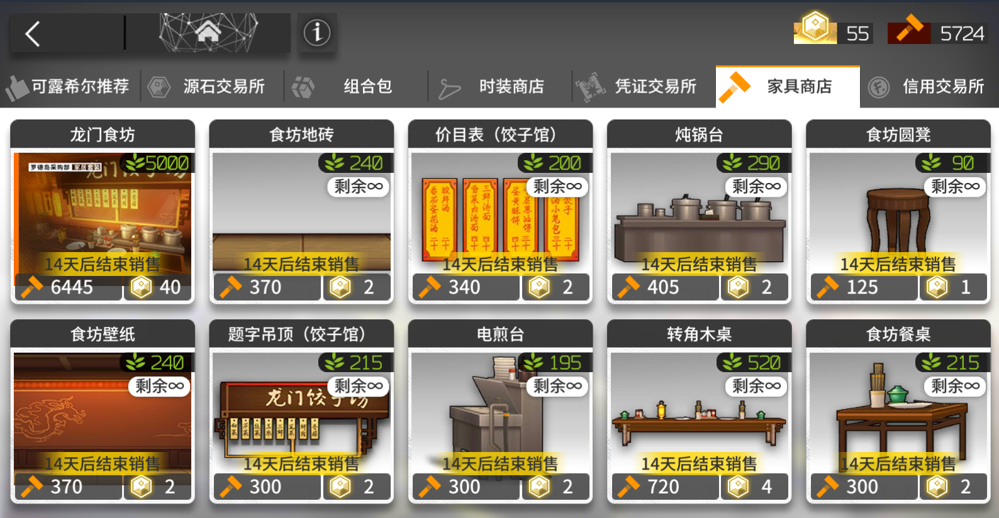 55
5724
可露希尔推荐
源石交易所
组合包
时装商店
凭证交易所
家具商店
信用交易所
龙门食坊
罗德岛采购部 家居套装
5000
14天后结束销售
6445
40
食坊地砖
240
剩余∞
14天后结束销售
370
2
价目表（饺子馆）
200
剩余∞
14天后结束销售
340
2
炖锅台
290
剩余∞
14天后结束销售
405
2
食坊圆凳
90
剩余∞
14天后结束销售
125
1
食坊壁纸
240
剩余∞
14天后结束销售
370
2
题字吊顶（饺子馆）
215
剩余∞
龙门饺子坊
14天后结束销售
300
2
电煎台
195
剩余∞
14天后结束销售
300
2
转角木桌
520
剩余∞
14天后结束销售
720
4
食坊餐桌
215
剩余∞
14天后结束销售
300
2